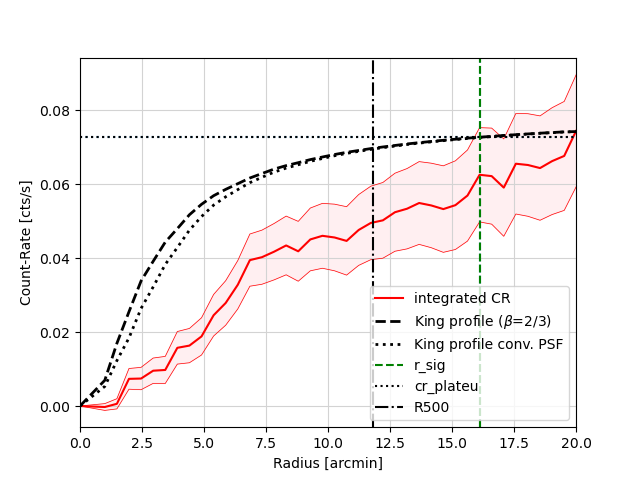 0.08
0.06
0.04
0.02
0.00
Count-Rate [cts/s]
integrated CR
King profile (β=2/3)
King profile conv. PSF
r_sig
cr_plateu
R500
0.0 2.5 5.0 7.5 10.0 12.5 15.0 17.5 20.0
Radius [arcmin]